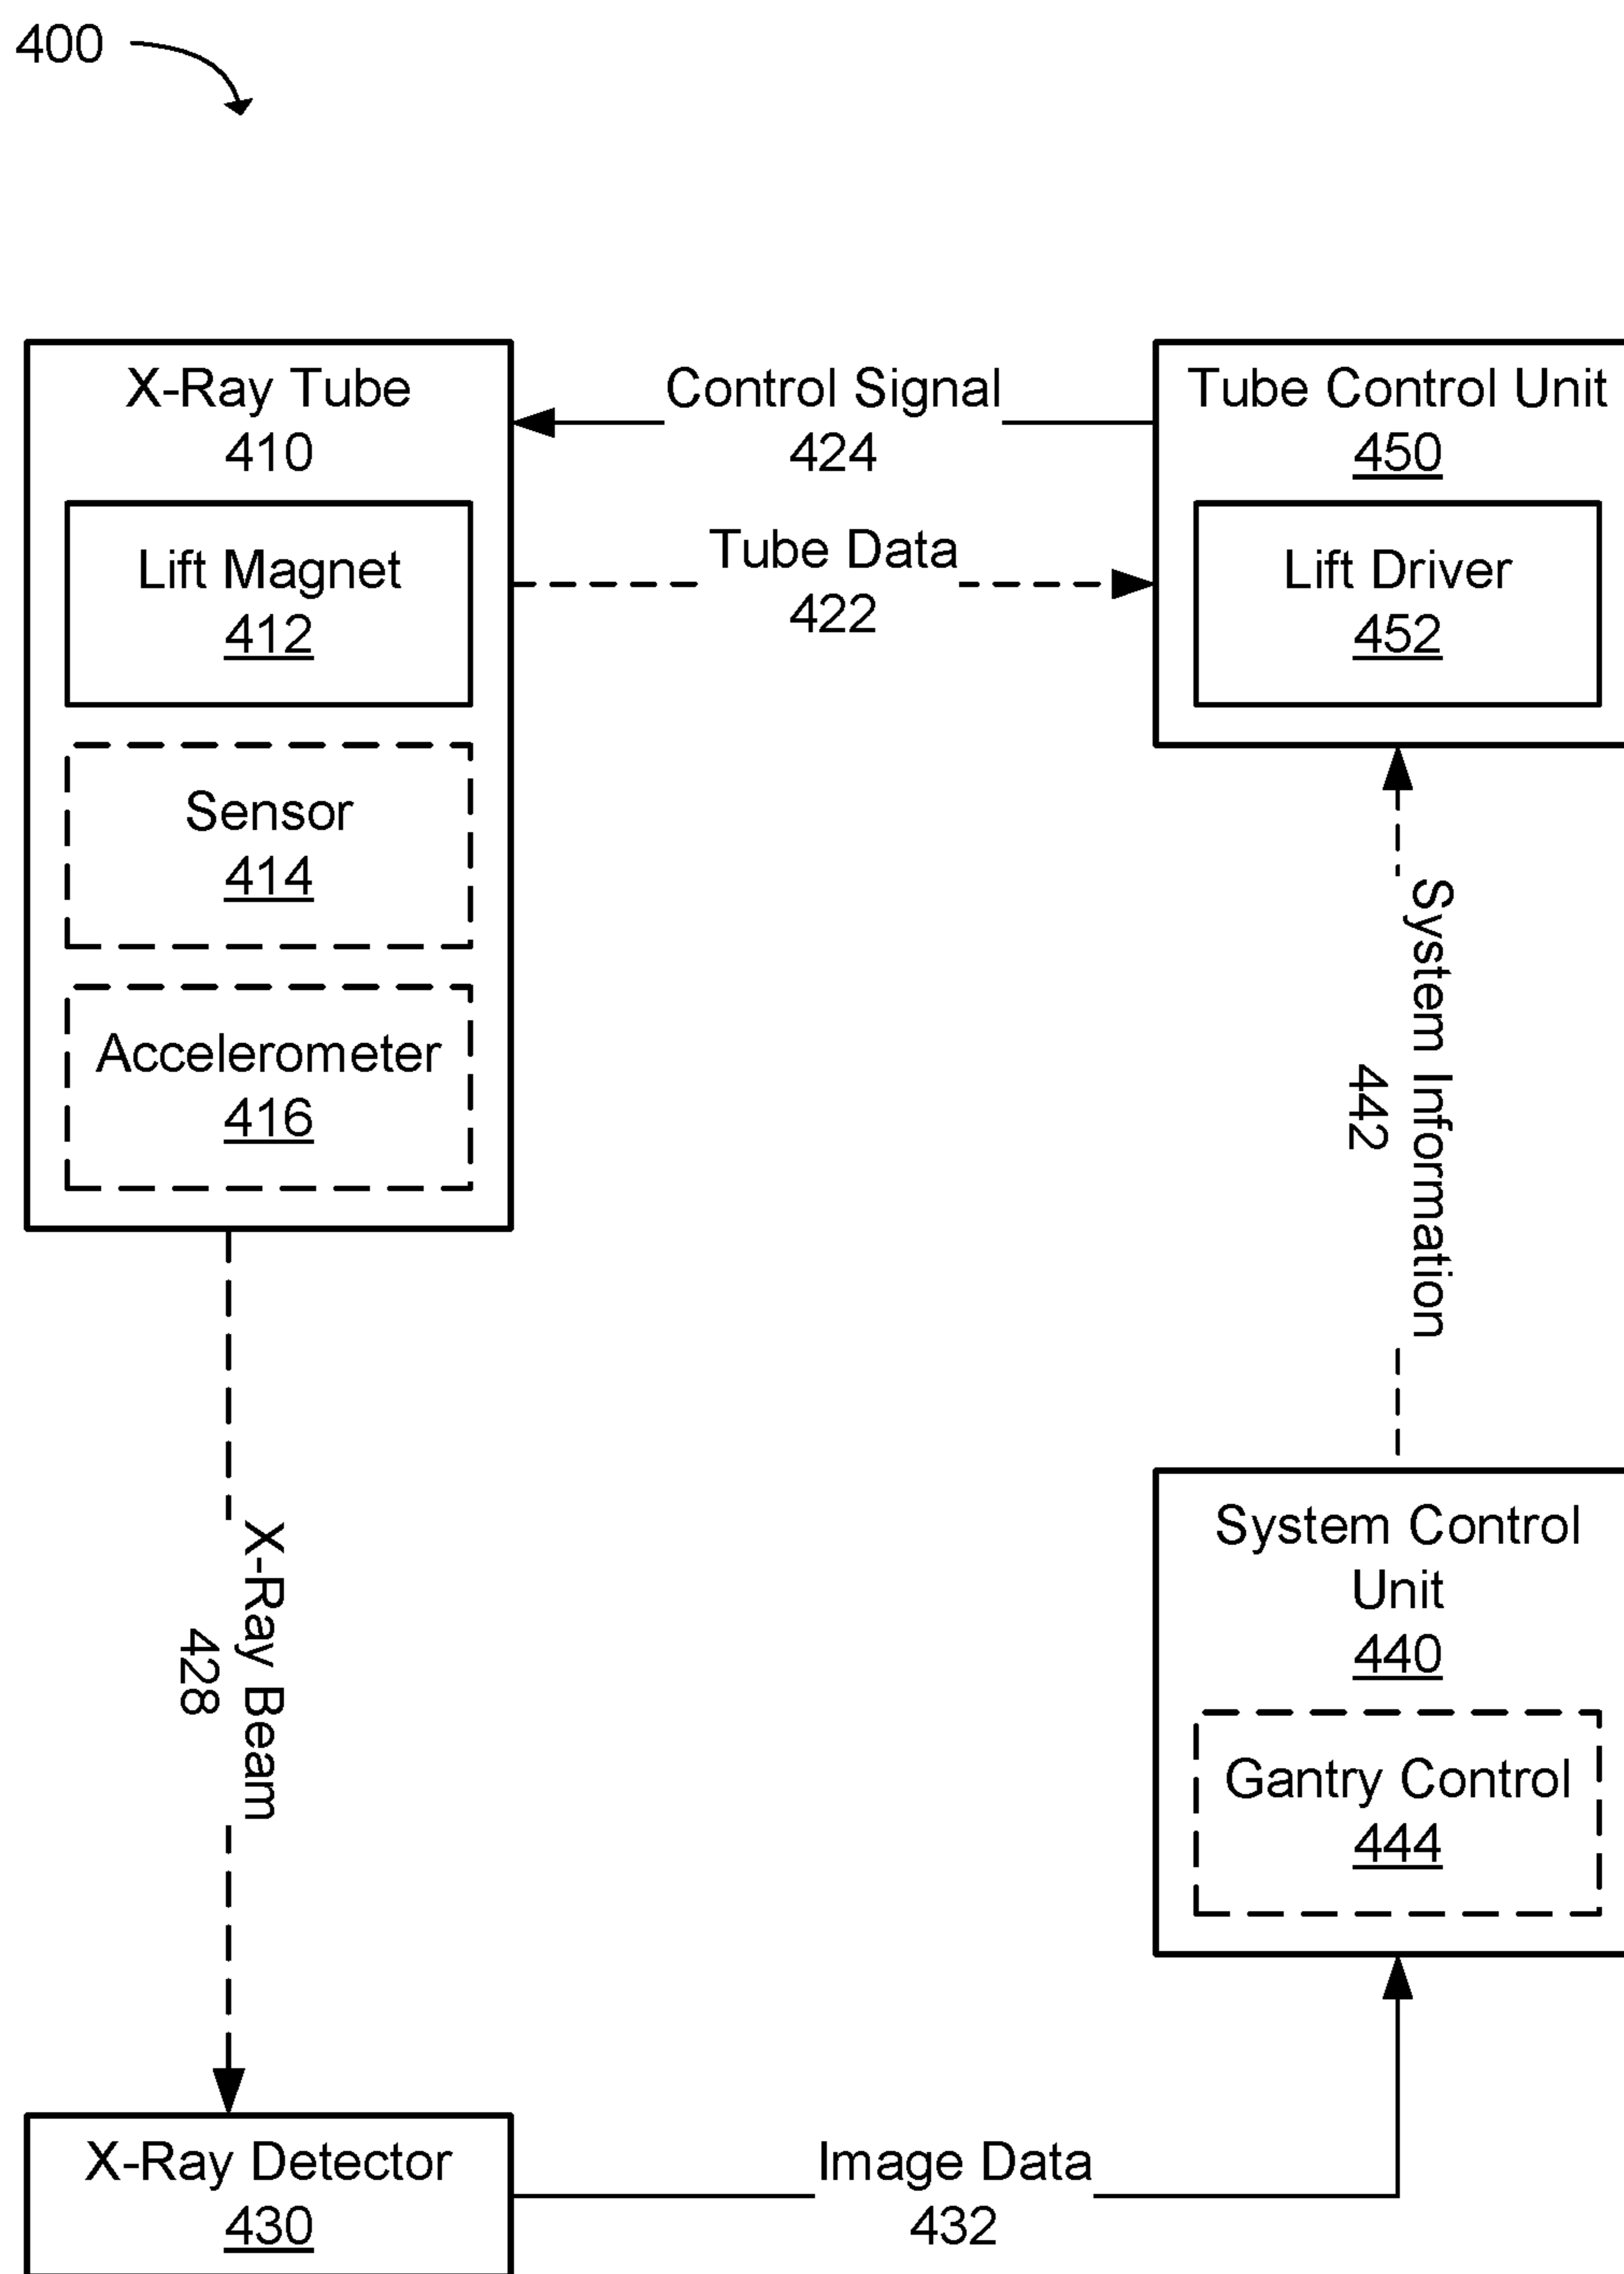 400
X-Ray Tube
410
Lift Magnet
412
Sensor
414
Accelerometer
416
Control Signal
424
Tube Data
422
Tube Control Unit
450
Lift Driver
452
System Information
442
X-Ray Beam
428
System Control
Unit
440
Gantry Control
444
X-Ray Detector
430
Image Data
432